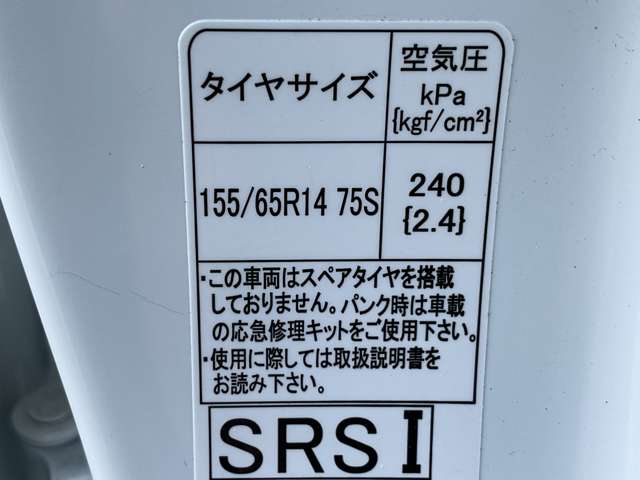 タイヤサイズ
空気圧
kPa
{kgf/cm²}
155/65R14 75S
240
{2.4}
・この車両はスペアタイヤを搭載
しておりません。パンク時は車載
の応急修理キットをご使用下さい。
・使用に際しては取扱説明書を
お読み下さい。
SRS I